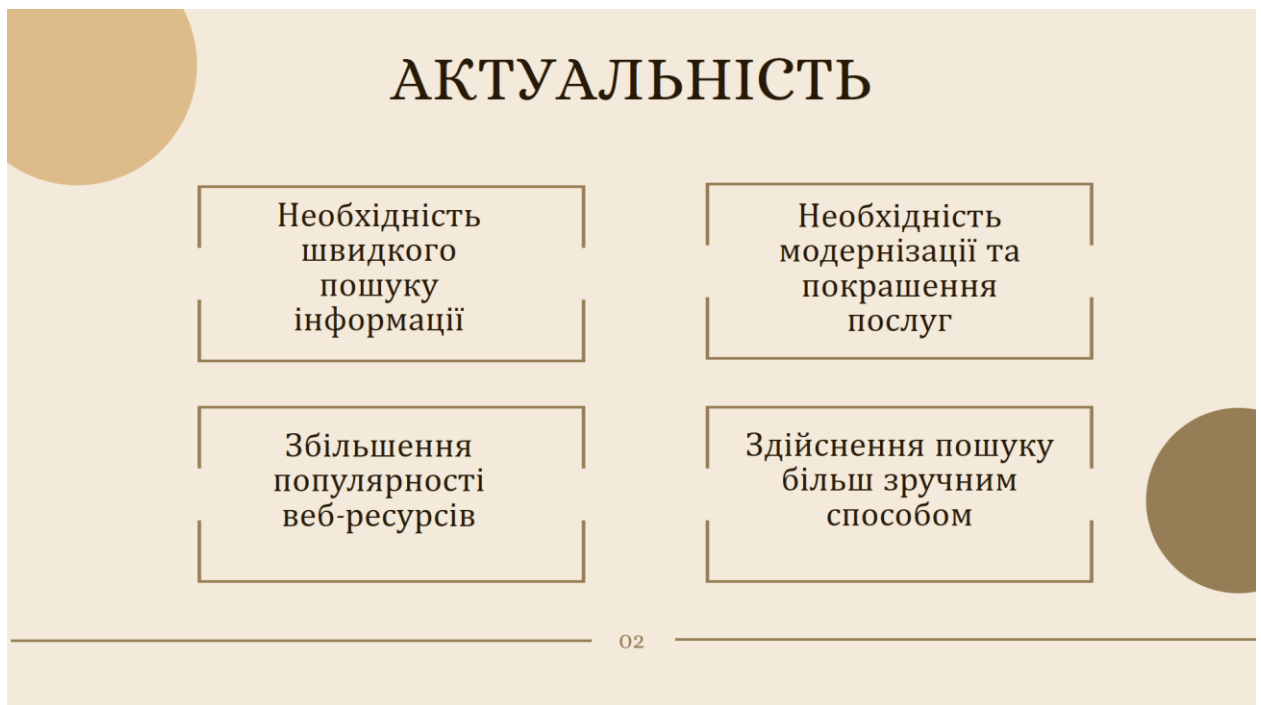 АКТУАЛЬНІСТЬ
Необхідність
швидкого
пошуку
інформації
Необхідність
модернізації та
покрашення
послуг
Збільшення
популярності
веб-ресурсів
Здійснення пошуку
більш зручним
способом
02